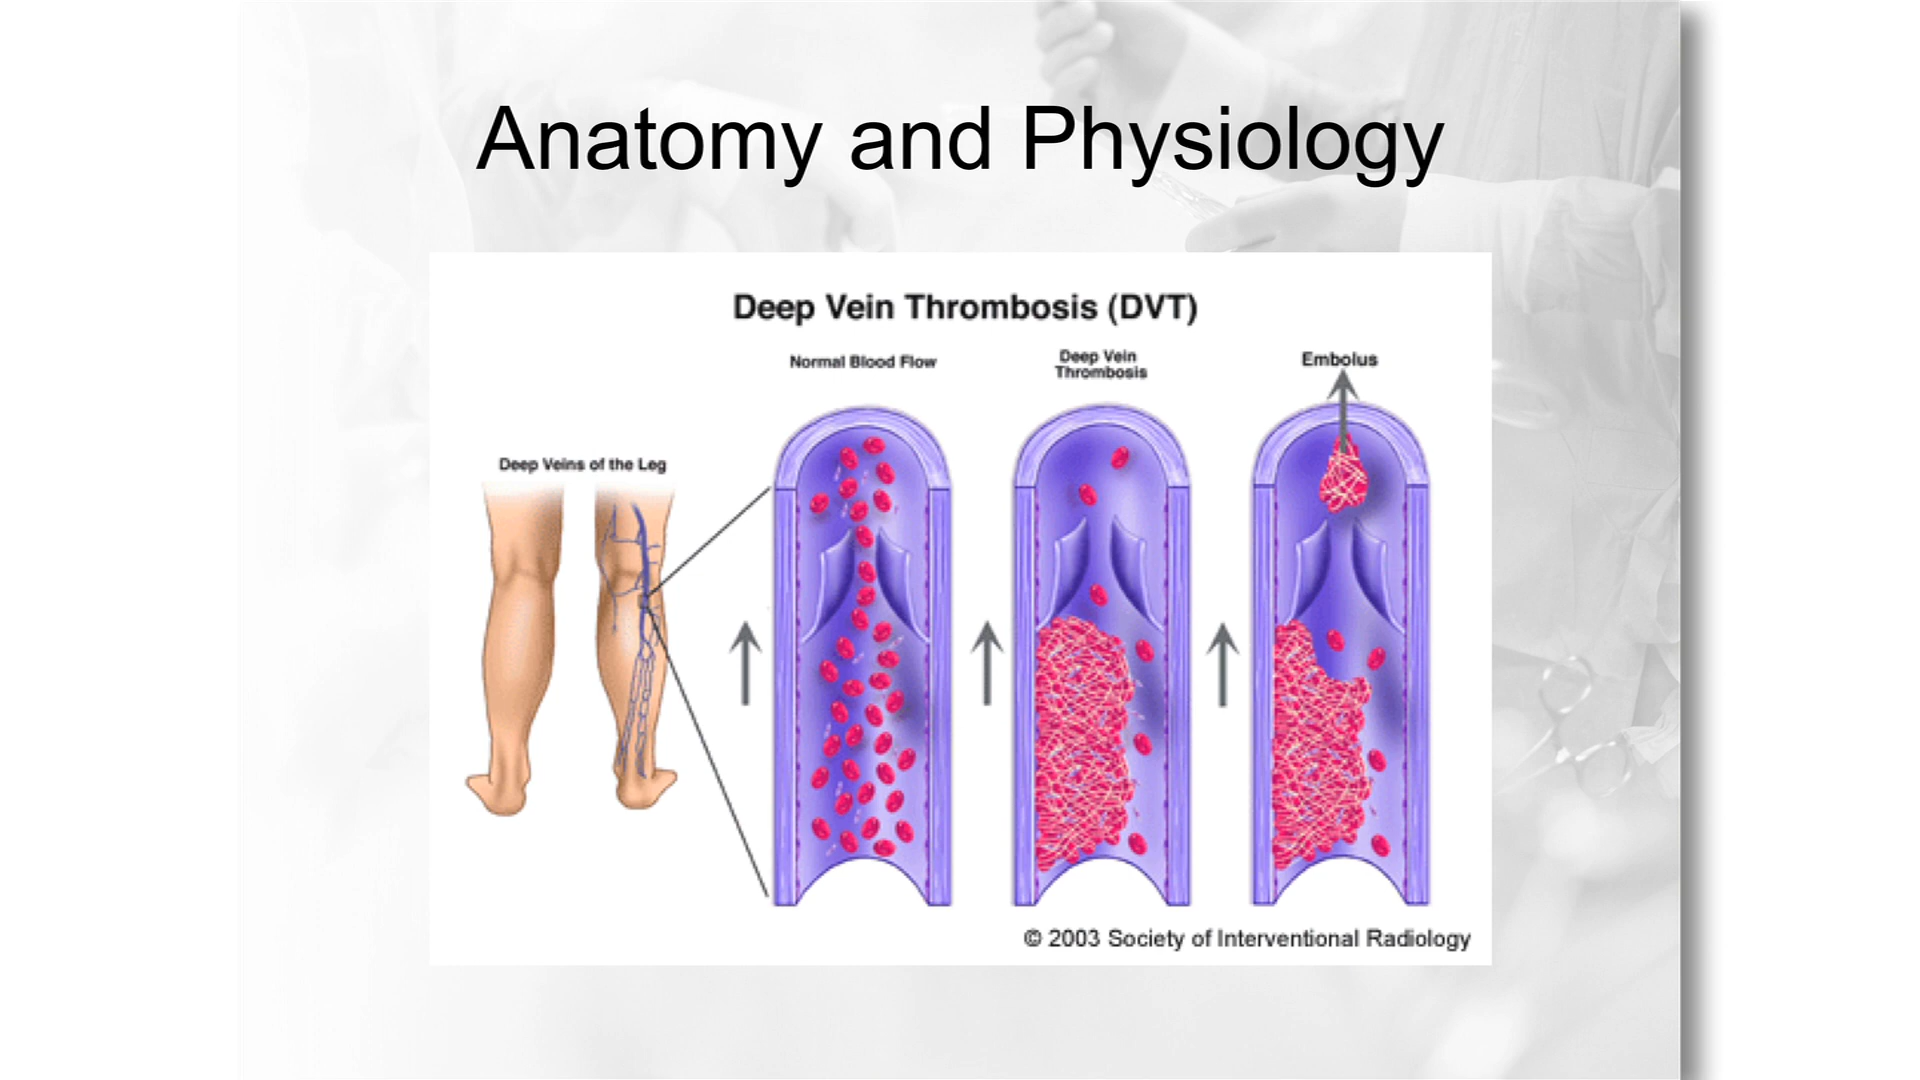 Anatomy and Physiology
Deep Vein Thrombosis (DVT)
Normal Blood Flow
Deep Vein
Thrombosis
Embolus
Deep Veins of the Leg
© 2003 Society of Interventional Radiology